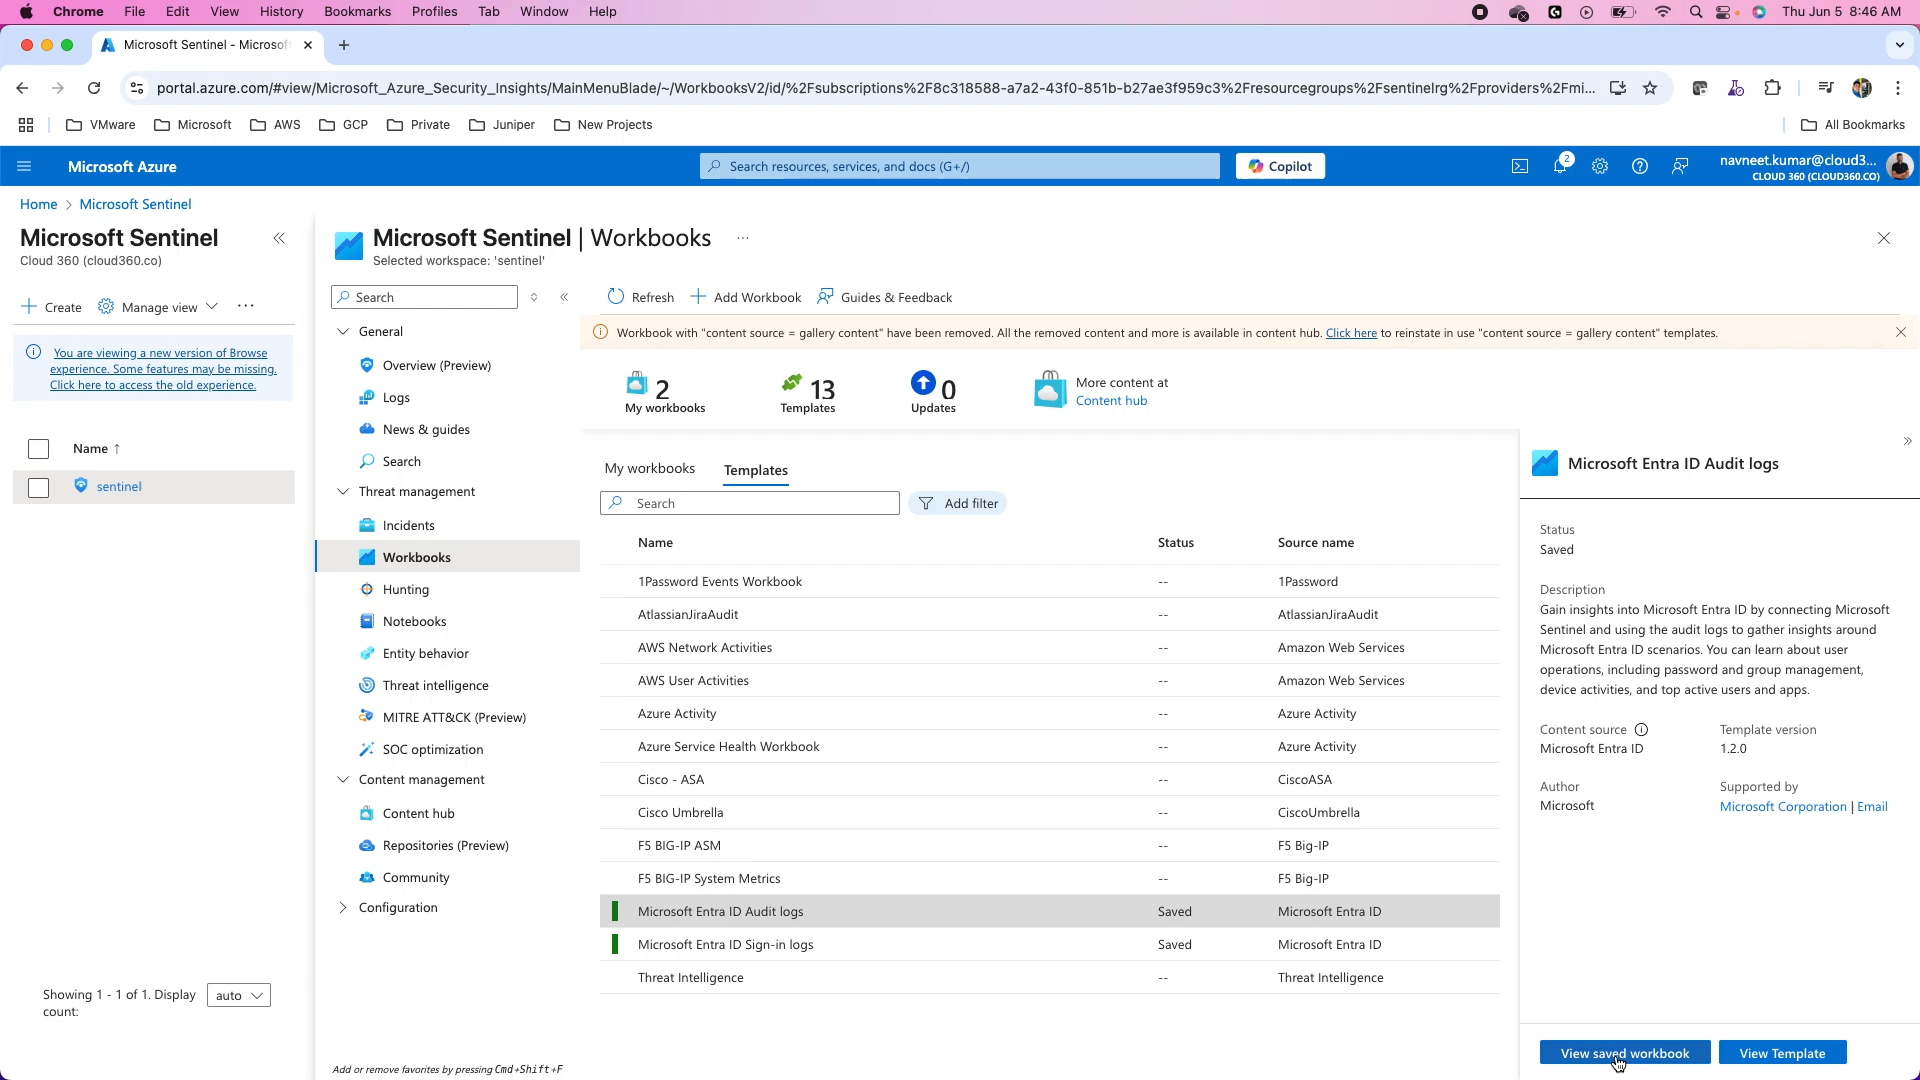 Chrome File Edit View History Bookmarks Profiles Tab Window Help Thu Jun 5 8:46 AM
Microsoft Sentinel - Microsof
portal.azure.com/#view/Microsoft_Azure_Security_Insights/MainMenuBlade/~/WorkbooksV2/id/%2Fsubscriptions%2F8c318588-a7a2-43f0-851b-b27ae3f959c3%2Fresourcegroups%2Fsentinelrg%2Fproviders%2Fmi...
VMware Microsoft AWS GCP Private Juniper New Projects All Bookmarks
Microsoft Azure
Search resources, services, and docs (G+/)
Copilot
2
navneet.kumar@cloud3...
CLOUD 360 (CLOUD360.CO)
Home > Microsoft Sentinel
Microsoft Sentinel
Cloud 360 (cloud360.co)
Create Manage view ...
You are viewing a new version of Browse
experience. Some features may be missing.
Click here to access the old experience.
Name ↑
sentinel
Showing 1 - 1 of 1. Display
count:
auto
Microsoft Sentinel | Workbooks ...
Selected workspace: 'sentinel'
Search
General
Overview (Preview)
Logs
News & guides
Search
Threat management
Incidents
Workbooks
Hunting
Notebooks
Entity behavior
Threat intelligence
MITRE ATT&CK (Preview)
SOC optimization
Content management
Content hub
Repositories (Preview)
Community
Configuration
Add or remove favorites by pressing Cmd+Shift+F
Refresh Add Workbook Guides & Feedback
Workbook with "content source = gallery content" have been removed. All the removed content and more is available in content hub. Click here to reinstate in use "content source = gallery content" templates.
2
My workbooks
13
Templates
0
Updates
More content at
Content hub
My workbooks Templates
Search
Add filter
Name Status Source name
1Password Events Workbook -- 1Password
AtlassianJiraAudit -- AtlassianJiraAudit
AWS Network Activities -- Amazon Web Services
AWS User Activities -- Amazon Web Services
Azure Activity -- Azure Activity
Azure Service Health Workbook -- Azure Activity
Cisco - ASA -- CiscoASA
Cisco Umbrella -- CiscoUmbrella
F5 BIG-IP ASM -- F5 Big-IP
F5 BIG-IP System Metrics -- F5 Big-IP
Microsoft Entra ID Audit logs Saved Microsoft Entra ID
Microsoft Entra ID Sign-in logs Saved Microsoft Entra ID
Threat Intelligence -- Threat Intelligence
Microsoft Entra ID Audit logs
Status
Saved
Description
Gain insights into Microsoft Entra ID by connecting Microsoft
Sentinel and using the audit logs to gather insights around
Microsoft Entra ID scenarios. You can learn about user
operations, including password and group management,
device activities, and top active users and apps.
Content source Template version
Microsoft Entra ID 1.2.0
Author Supported by
Microsoft Microsoft Corporation | Email
View saved workbook View Template